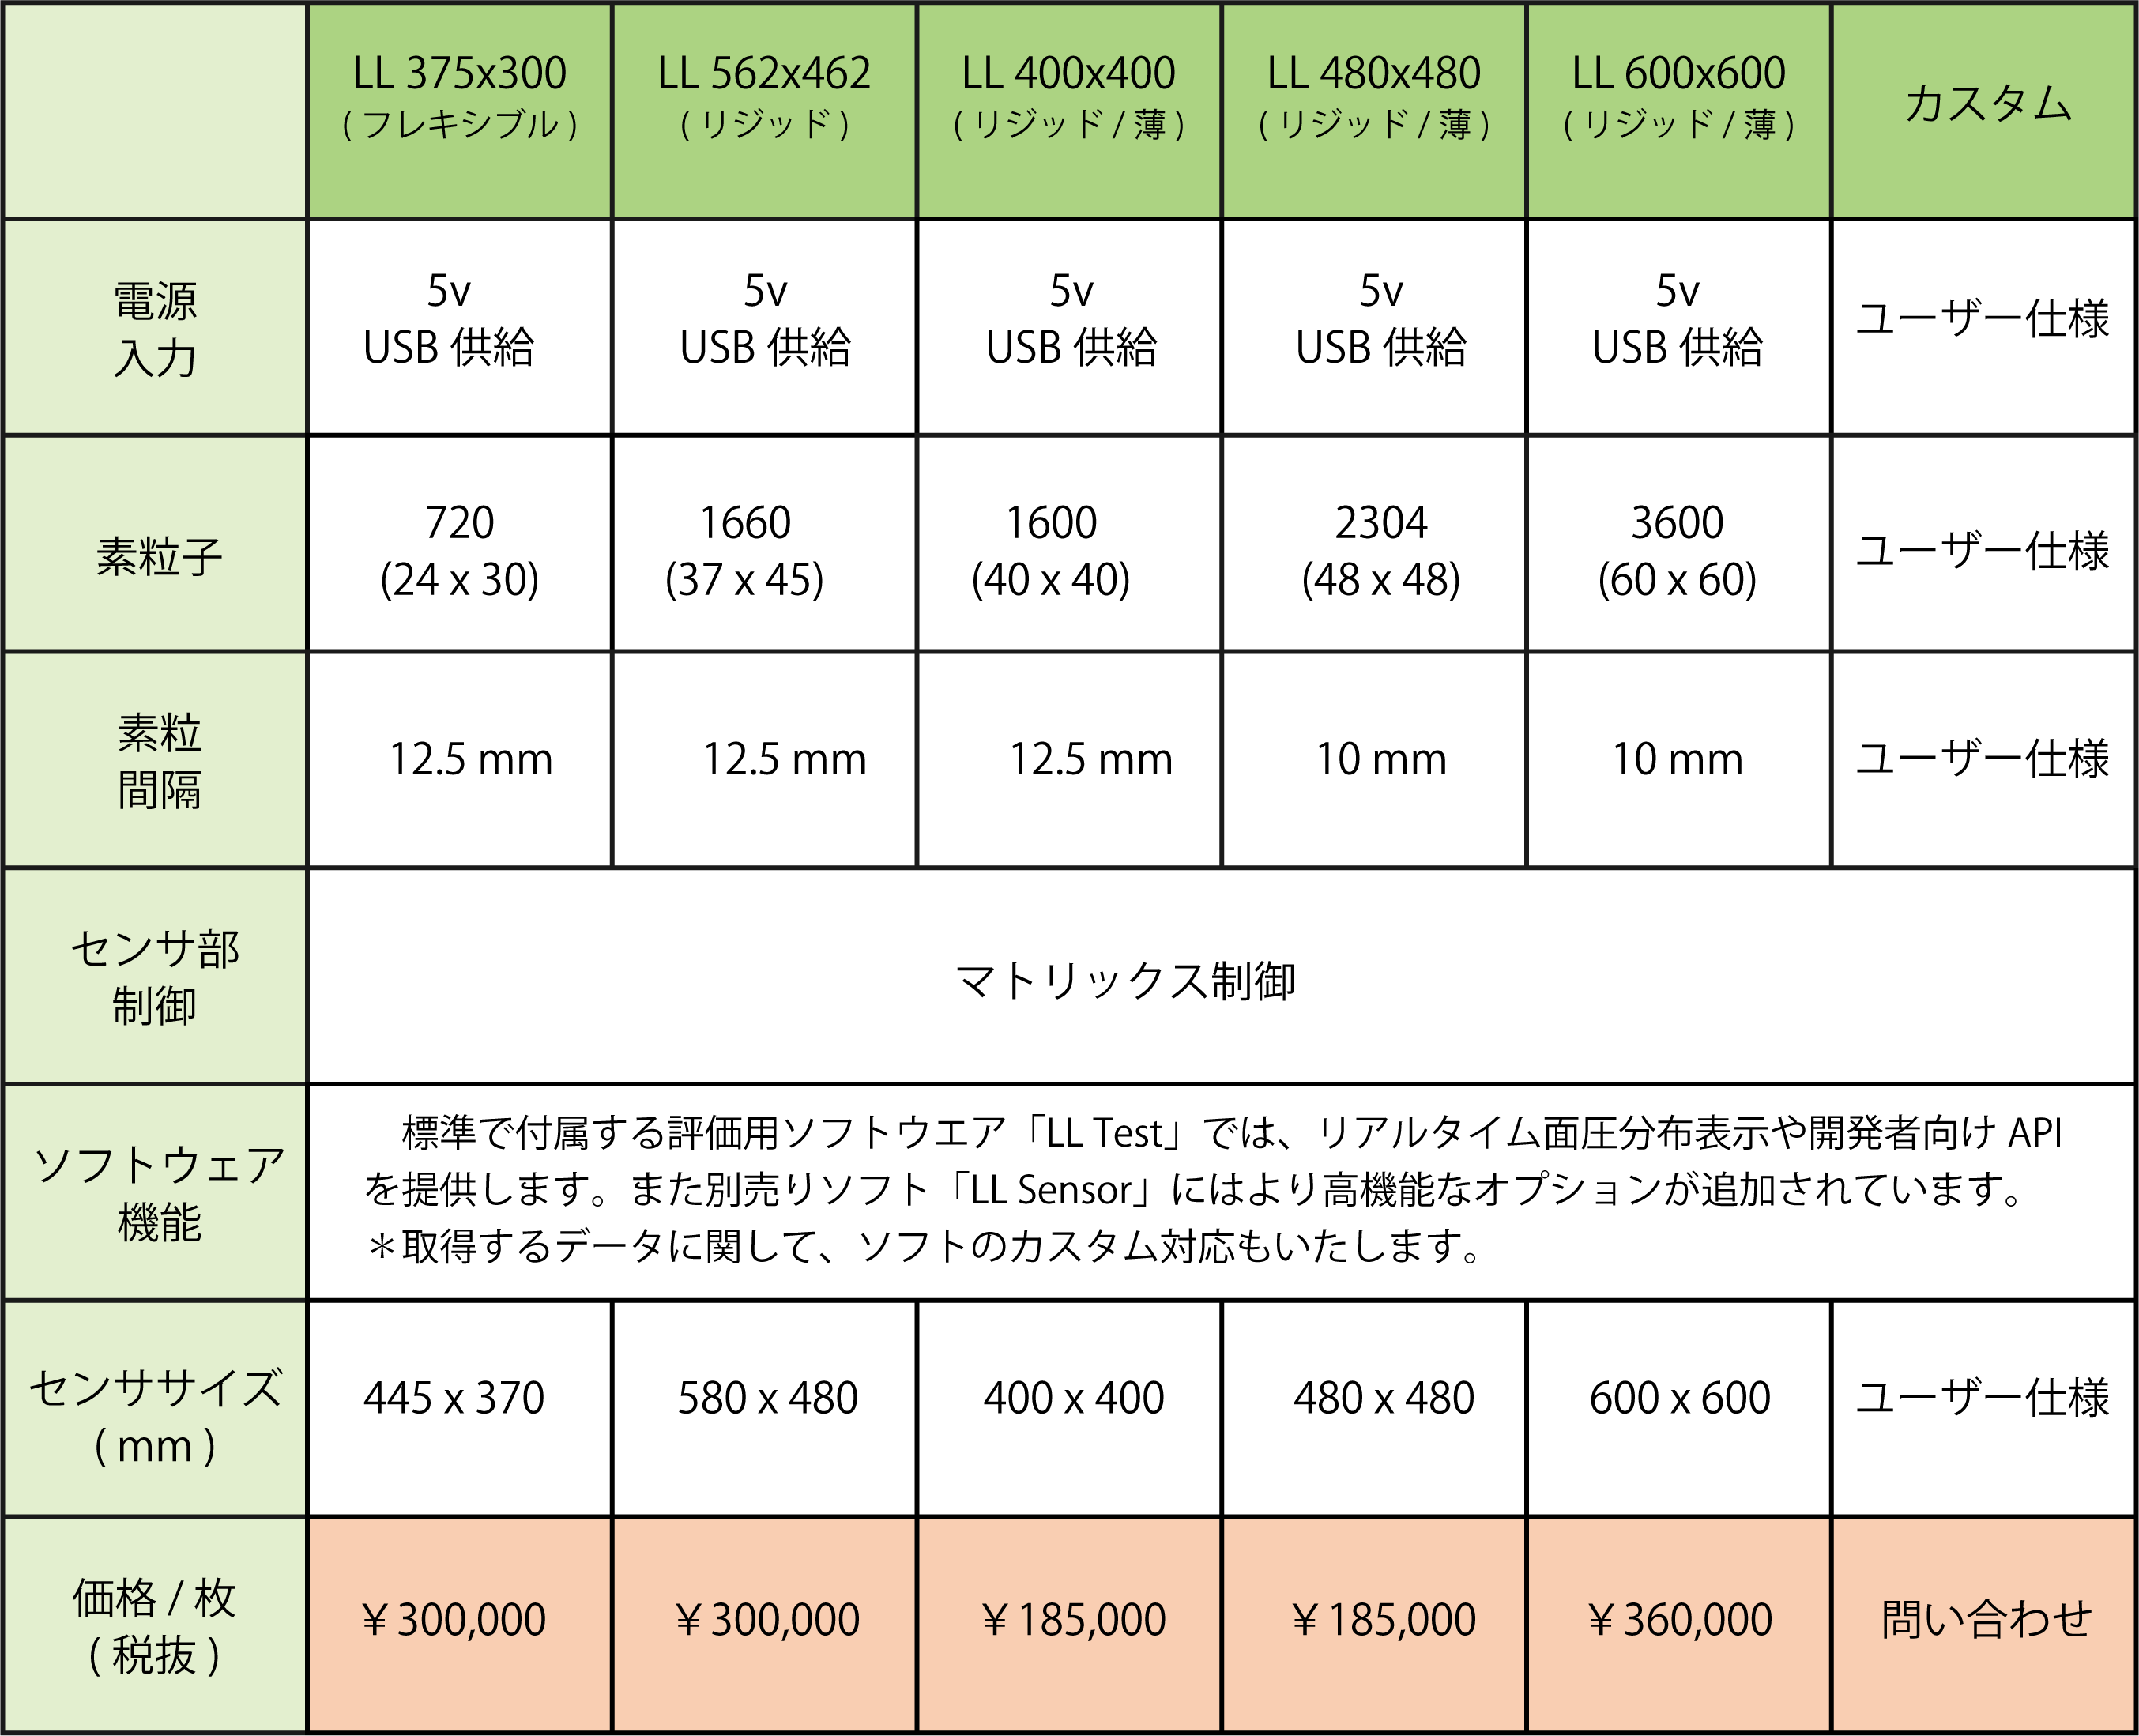 LL 375x300
( フレキシブル )
LL 562x462
( リジッド )
LL 400x400
( リジッド / 薄 )
LL 480x480
( リジッド / 薄 )
LL 600x600
( リジッド / 薄 )
カスタム
電源
入力
5v
USB 供給
5v
USB 供給
5v
USB 供給
5v
USB 供給
5v
USB 供給
ユーザー仕様
素粒子
720
(24 x 30)
1660
(37 x 45)
1600
(40 x 40)
2304
(48 x 48)
3600
(60 x 60)
ユーザー仕様
素粒
間隔
12.5 mm
12.5 mm
12.5 mm
10 mm
10 mm
ユーザー仕様
センサ部
制御
マトリックス制御
ソフトウェア
機能
標準で付属する評価用ソフトウエア「LL Test」では、リアルタイム面圧分布表示や開発者向け API
を提供します。また別売りソフト「LL Sensor」にはより高機能なオプションが追加されています。
＊取得するデータに関して、ソフトのカスタム対応もいたします。
センササイズ
( mm )
445 x 370
580 x 480
400 x 400
480 x 480
600 x 600
ユーザー仕様
価格 / 枚
( 税抜 )
￥300,000
￥300,000
￥185,000
￥185,000
￥360,000
問い合わせ